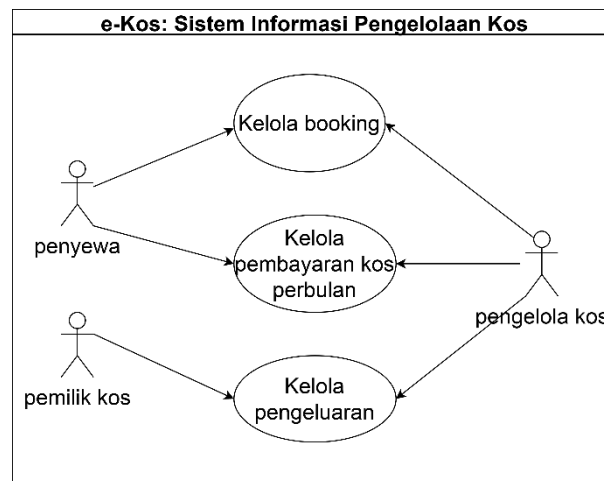 e-Kos: Sistem Informasi Pengelolaan Kos
Kelola booking
penyewa
Kelola
pembayaran kos
perbulan
pengelola kos
pemilik kos
Kelola
pengeluaran